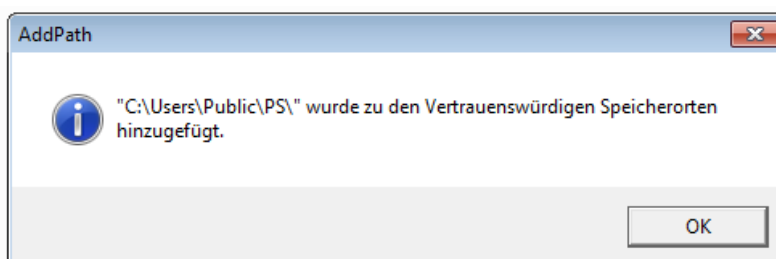 AddPath
"C:\Users\Public\PS\" wurde zu den Vertrauenswürdigen Speicherorten
hinzugefügt.
OK